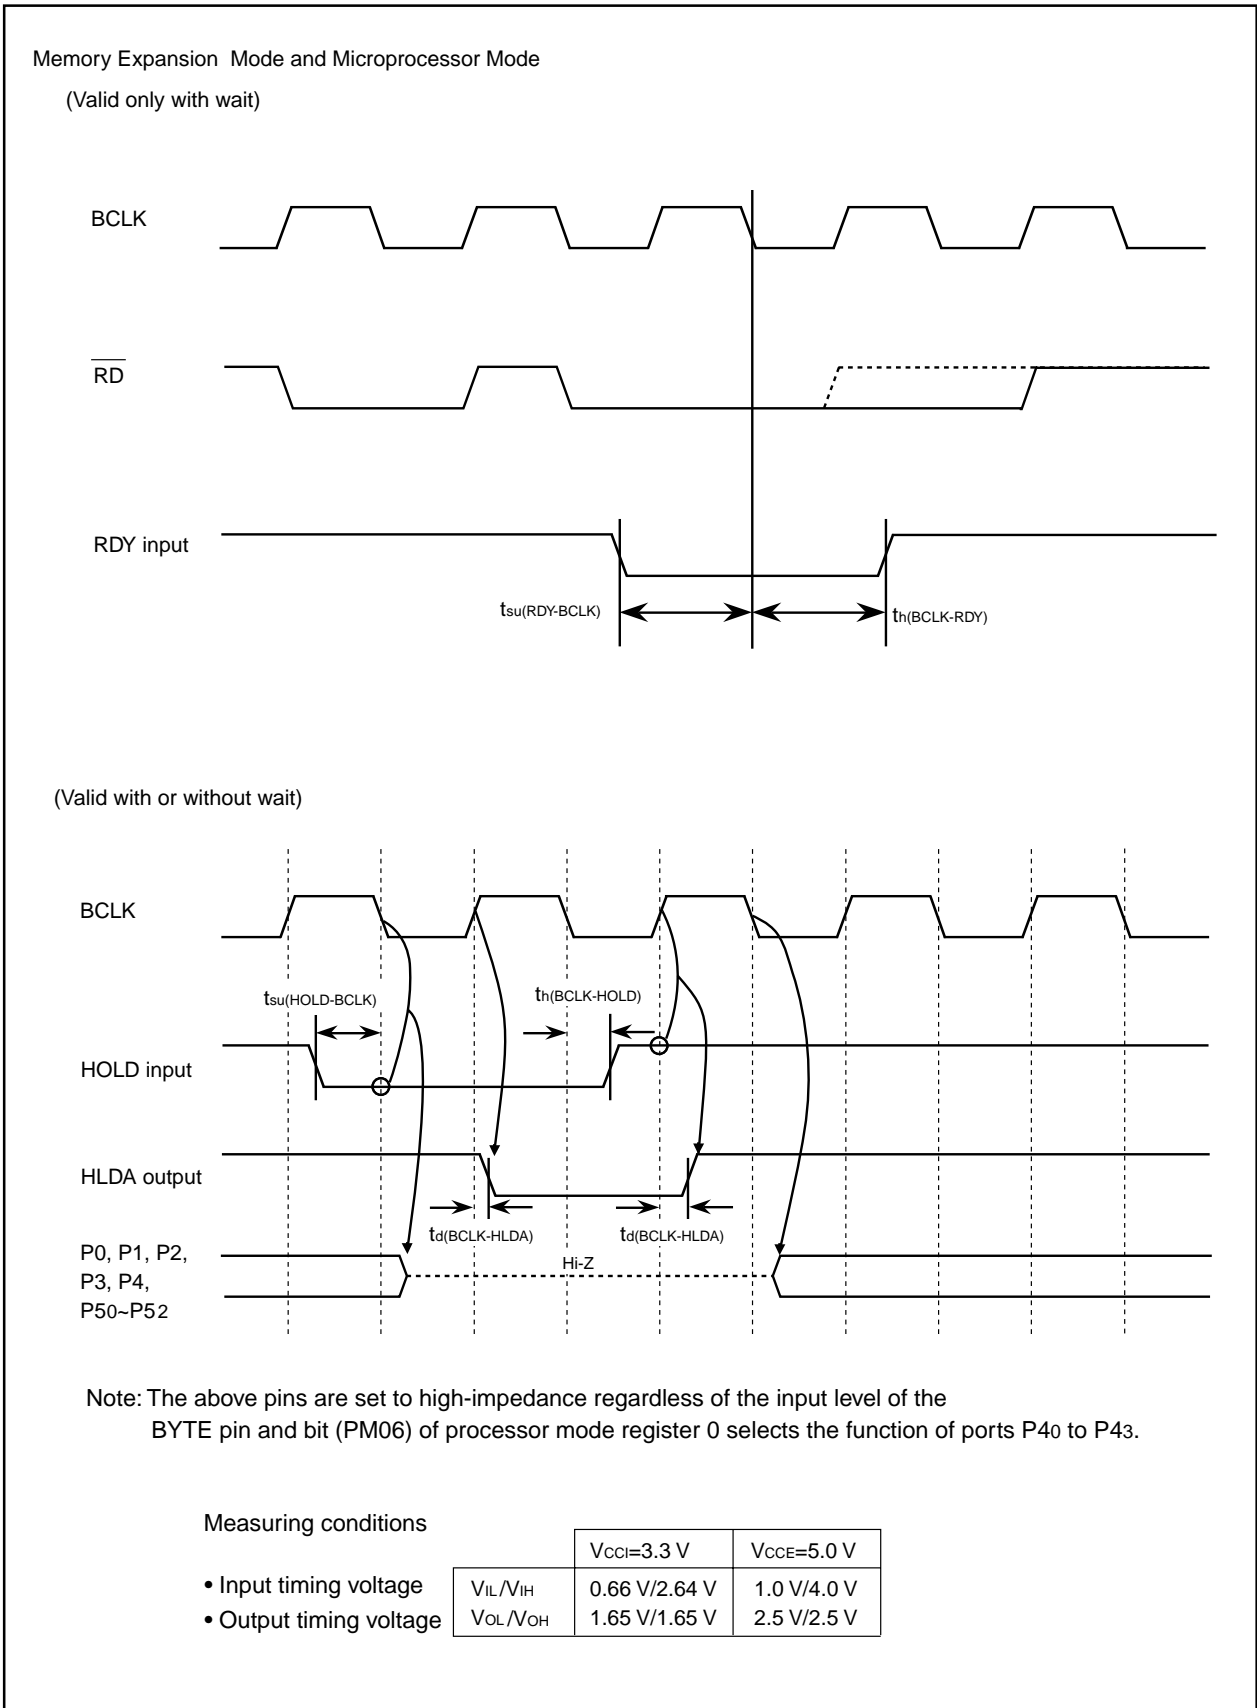 Memory Expansion Mode and Microprocessor Mode
(Valid only with wait)
BCLK
RD
RDY input
tsu(RDY-BCLK)
th(BCLK-RDY)
(Valid with or without wait)
BCLK
tsu(HOLD-BCLK)
th(BCLK-HOLD)
HOLD input
HLDA output
td(BCLK-HLDA)
td(BCLK-HLDA)
P0, P1, P2,
P3, P4,
P50~P52
Hi-Z
Note: The above pins are set to high-impedance regardless of the input level of the
BYTE pin and bit (PM06) of processor mode register 0 selects the function of ports P40 to P43.
Measuring conditions
VCCI=3.3 V VCCE=5.0 V
• Input timing voltage VIL/VIH 0.66 V/2.64 V 1.0 V/4.0 V
• Output timing voltage VOL/VOH 1.65 V/1.65 V 2.5 V/2.5 V